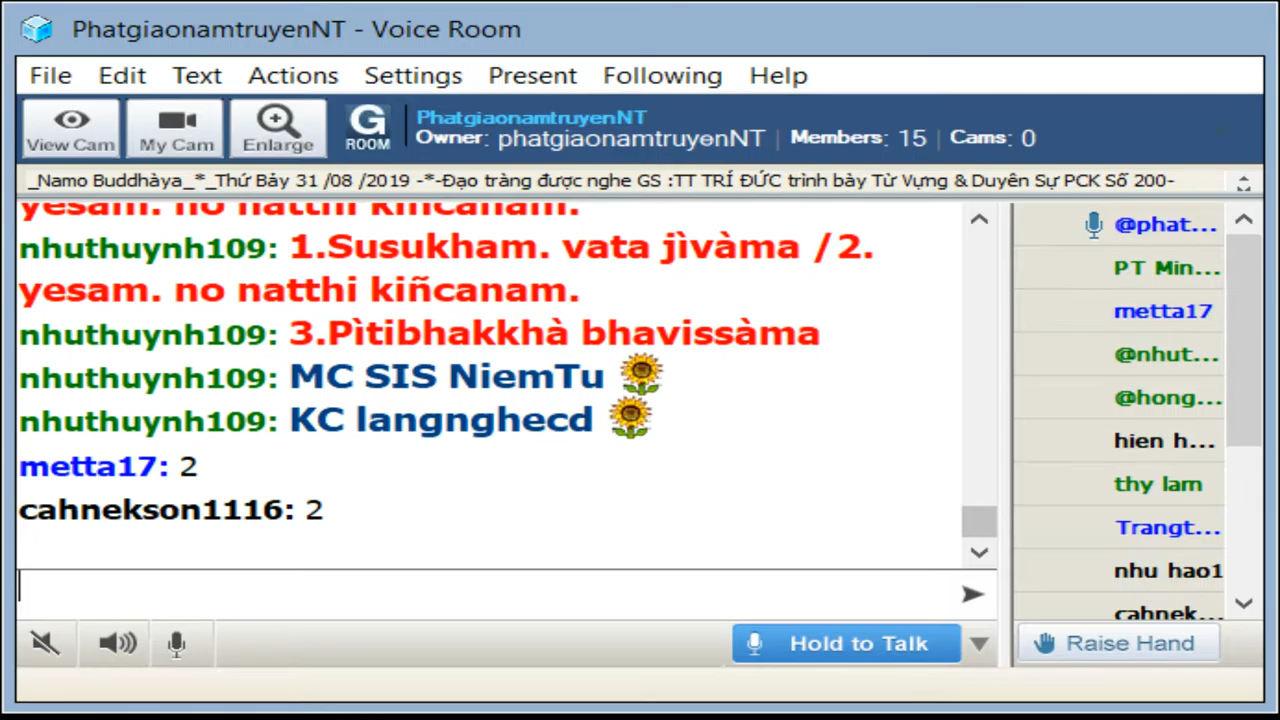 PhatgiaonamtruyenNT - Voice Room
File Edit Text Actions Settings Present Following Help
View Cam My Cam Enlarge G ROOM
PhatgiaonamtruyenNT
Owner: phatgiaonamtruyenNT | Members: 15 | Cams: 0
_Namo Buddhàya_*_Thứ Bảy 31 /08 /2019 -*-Đạo tràng được nghe GS :TT TRÍ ĐỨC trình bày Từ Vựng & Duyên Sự PCK Số 200-
yesam. no natthi kiñcanam.
nhuthuynh109: 1.Susukham. vata jìvàma /2.
yesam. no natthi kiñcanam.
nhuthuynh109: 3.Pìtibhakkhà bhavissàma
nhuthuynh109: MC SIS NiemTu
nhuthuynh109: KC langnghecd
metta17: 2
cahnekson1116: 2
@phat...
PT Min...
metta17
@nhut...
@hong...
hien h...
thy lam
Trangt...
nhu hao1
cahnek...
Hold to Talk
Raise Hand